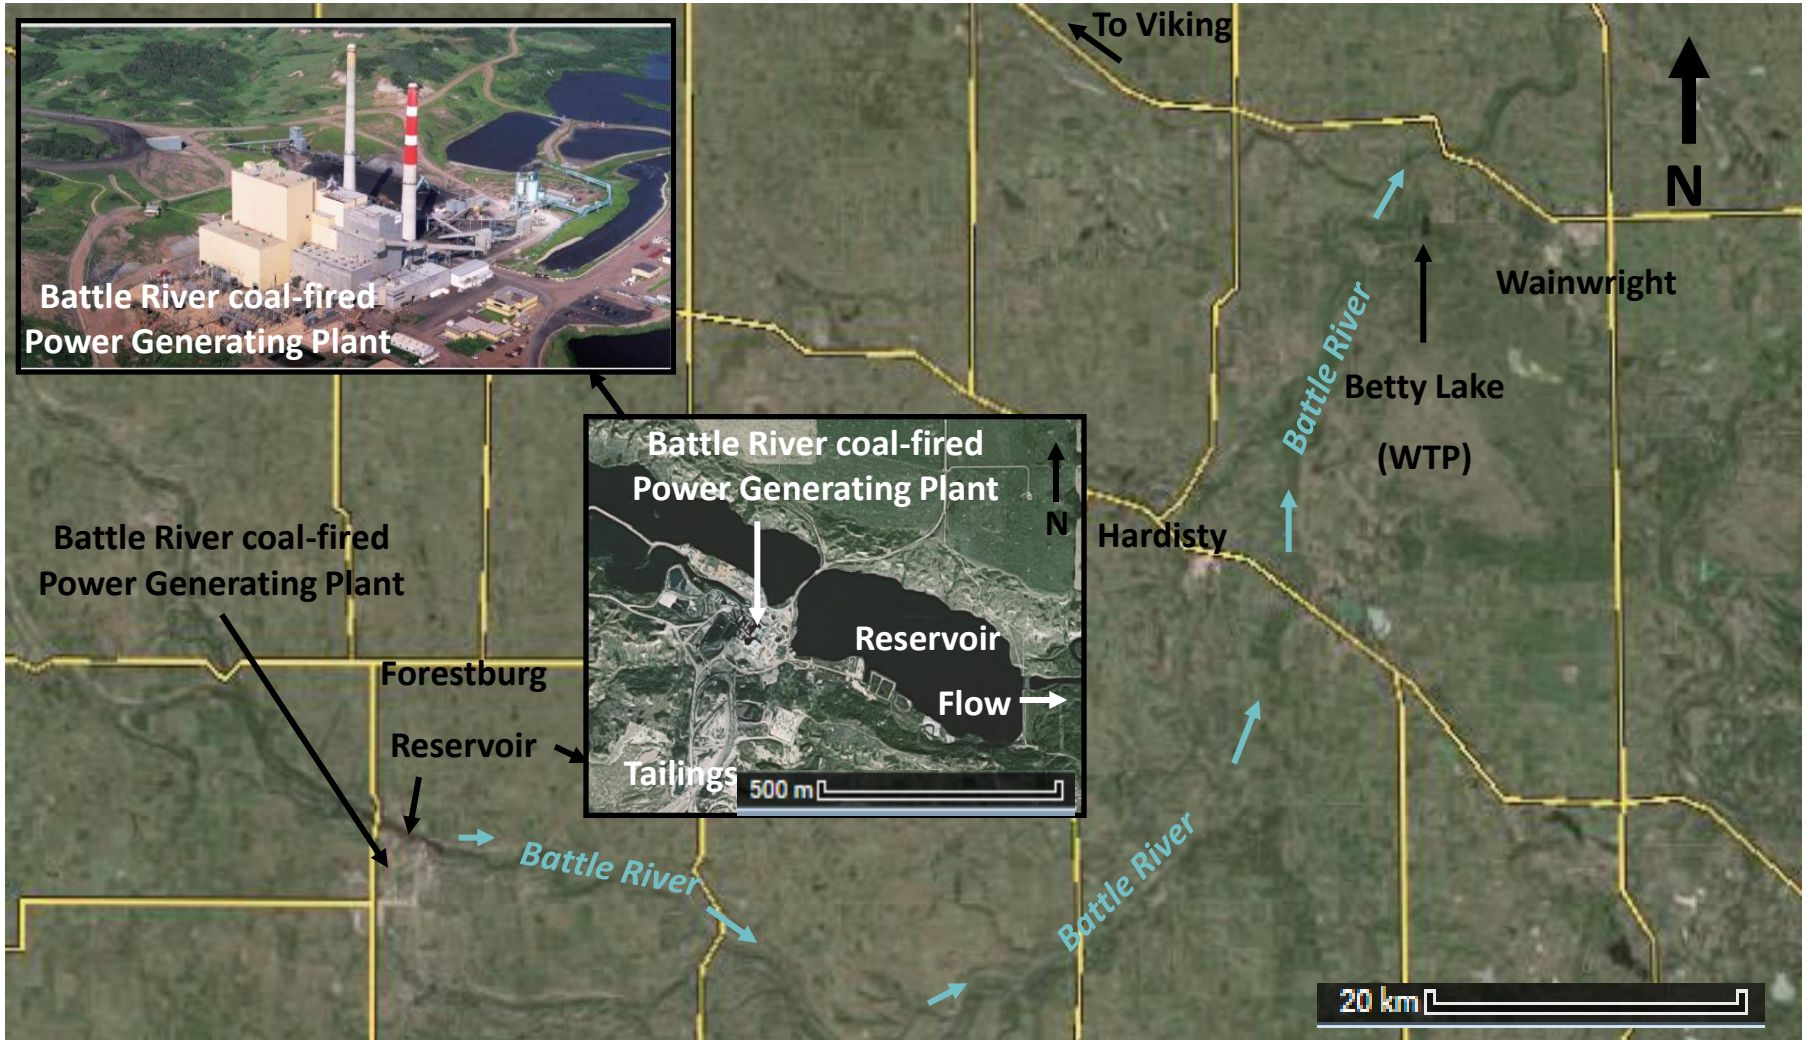 To Viking
N
Battle River coal-fired
Power Generating Plant
Wainwright
Battle River
Betty Lake
(WTP)
Battle River coal-fired
Power Generating Plant
N
Hardisty
Battle River coal-fired
Power Generating Plant
Reservoir
Forestburg
Flow
Reservoir
Tailings
500 m
Battle River
Battle River
20 km